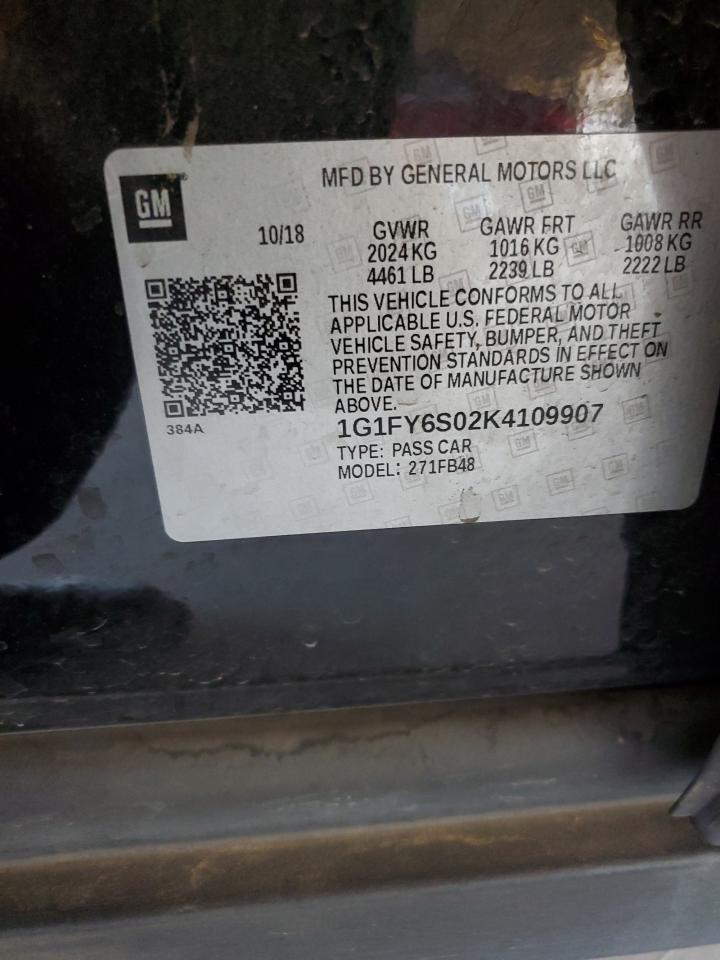 MFD BY GENERAL MOTORS LLC
GM
10/18
GVWR GAWR FRT GAWR RR
2024 KG 1016 KG 1008 KG
4461 LB 2239 LB 2222 LB
THIS VEHICLE CONFORMS TO ALL
APPLICABLE U.S. FEDERAL MOTOR
VEHICLE SAFETY, BUMPER, AND THEFT
PREVENTION STANDARDS IN EFFECT ON
THE DATE OF MANUFACTURE SHOWN
ABOVE.
384A
1G1FY6S02K4109907
TYPE: PASS CAR
MODEL: 271FB48